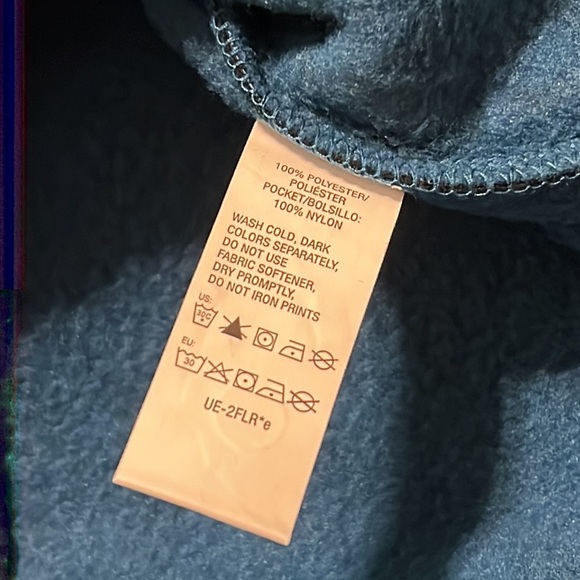 100% POLYESTER/
POLIÉSTER
POCKET/BOLSILLO:
100% NYLON
WASH COLD, DARK
COLORS SEPARATELY,
DO NOT USE
FABRIC SOFTENER,
DRY PROMPTLY,
DO NOT IRON PRINTS
US:
30C
EU:
30
UE-2FLR*e